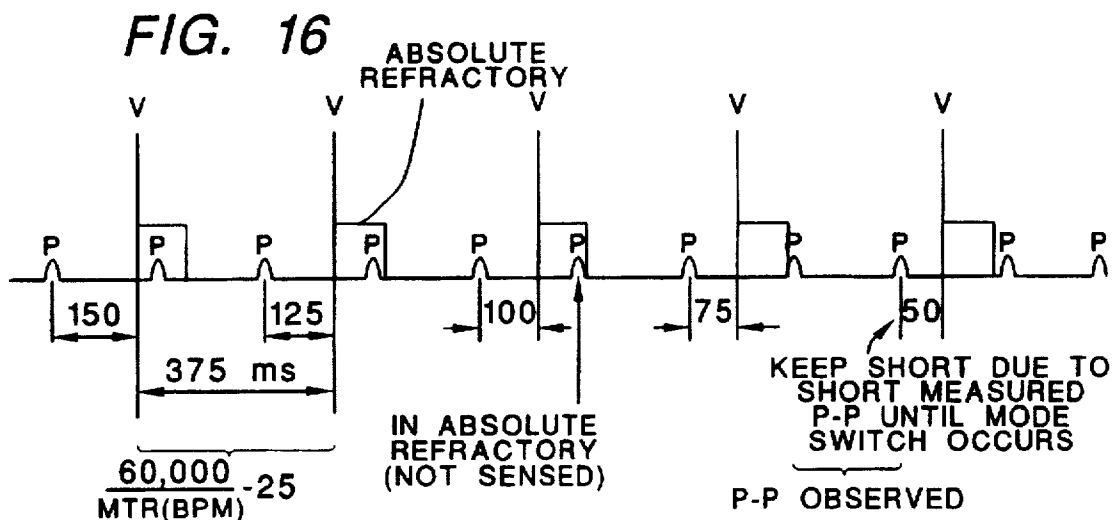 FIG. 16
ABSOLUTE
REFRACTORY
V V V V V
P P P P P P P P P P P
150 125 100 75 50
375 ms
60,000
MTR(BPM) -25
IN ABSOLUTE
REFRACTORY
(NOT SENSED)
KEEP SHORT DUE TO
SHORT MEASURED
P-P UNTIL MODE
SWITCH OCCURS
P-P OBSERVED